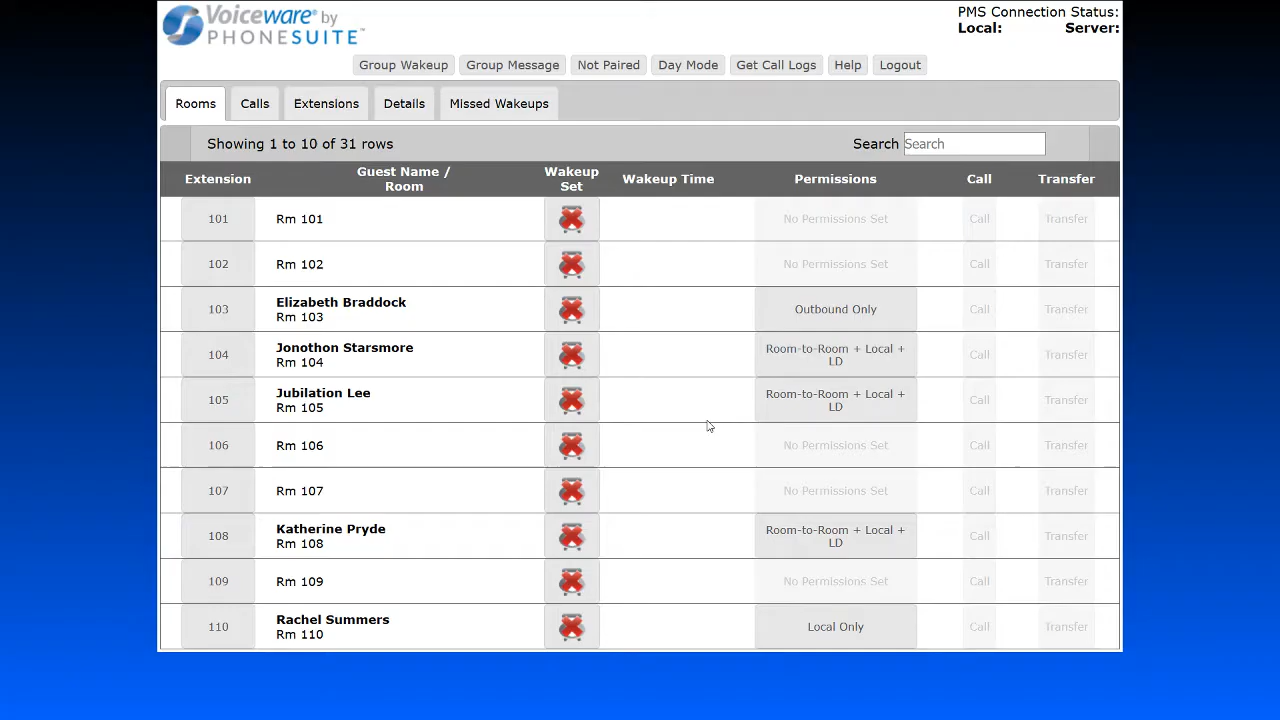 Voiceware® by
PHONESUITE™
PMS Connection Status:
Local: Server:
Group Wakeup Group Message Not Paired Day Mode Get Call Logs Help Logout
Rooms Calls Extensions Details Missed Wakeups
Showing 1 to 10 of 31 rows Search Search
Extension Guest Name / Room Wakeup Set Wakeup Time Permissions Call Transfer
101 Rm 101 No Permissions Set Call Transfer
102 Rm 102 No Permissions Set Call Transfer
Elizabeth Braddock
103 Rm 103 Outbound Only Call Transfer
Jonothon Starsmore Room-to-Room + Local +
104 Rm 104 LD Call Transfer
Jubilation Lee Room-to-Room + Local +
105 Rm 105 LD Call Transfer
106 Rm 106 No Permissions Set Call Transfer
107 Rm 107 No Permissions Set Call Transfer
Katherine Pryde Room-to-Room + Local +
108 Rm 108 LD Call Transfer
109 Rm 109 No Permissions Set Call Transfer
Rachel Summers
110 Rm 110 Local Only Call Transfer